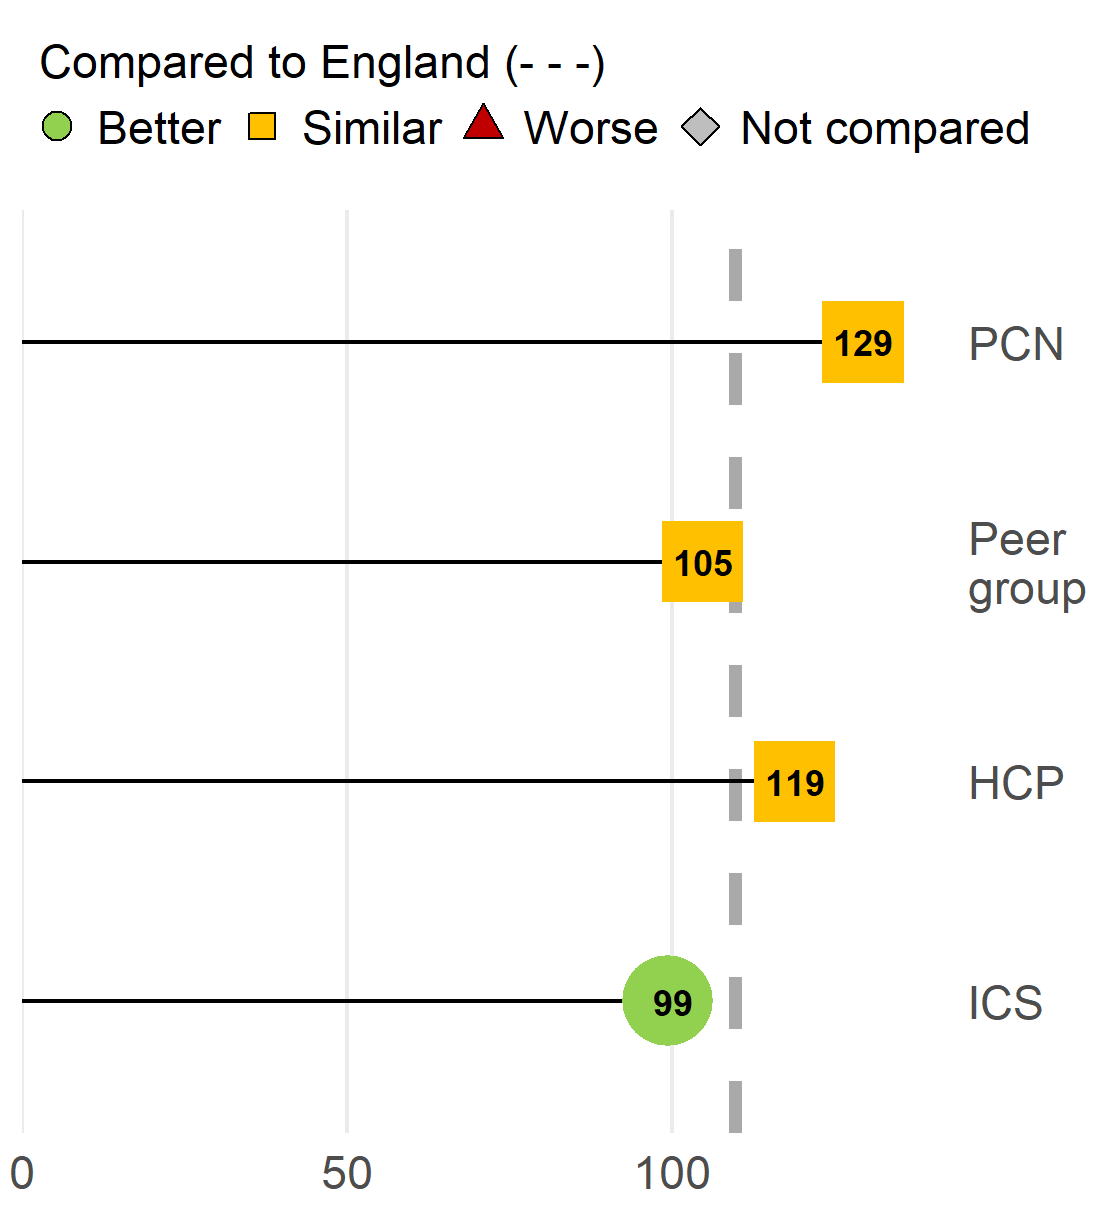 Compared to England (- - -)
Better Similar Worse Not compared
129 PCN
105 Peer
group
119 HCP
99 ICS
0 50 100